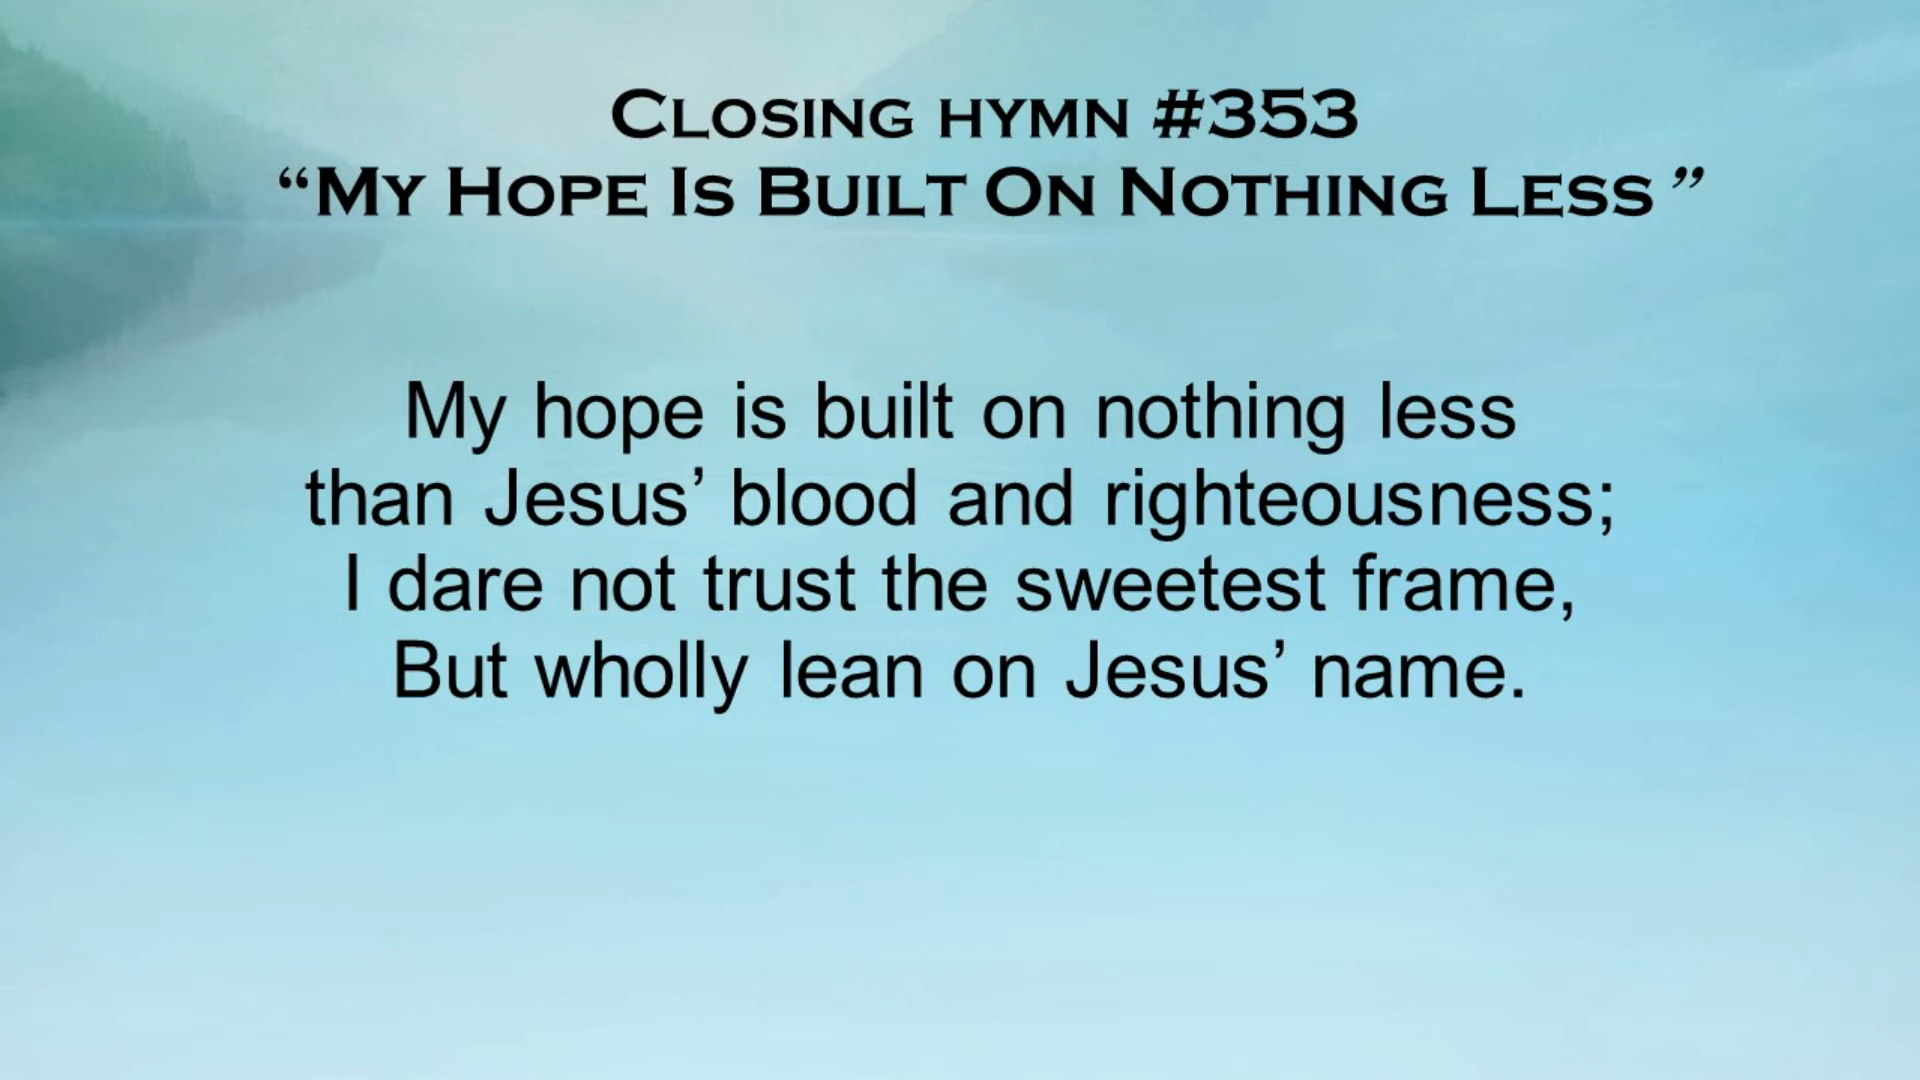 Closing hymn #353
“My Hope Is Built On Nothing Less ”
My hope is built on nothing less
than Jesus’ blood and righteousness;
I dare not trust the sweetest frame,
But wholly lean on Jesus’ name.